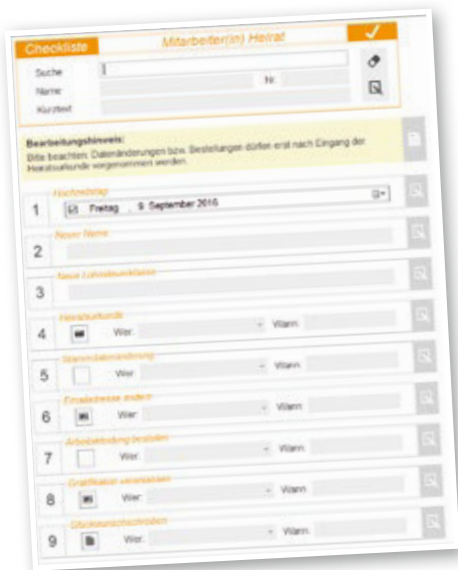 Checkliste
Mitarbeiter(in) Heirat
Suche
Name
Nr.
Kurztext
Bearbeitungshinweis:
Bitte beachten: Datenänderungen bzw. Bestellungen dürfen erst nach Eingang der
Heiratsurkunde vorgenommen werden.
Hochzeitstag
1 Freitag , 9. September 2016
Neuer Name
2
Neue Lohnsteuerklasse
3
Heiratsurkunde
4 Wer: Wann:
Stammdatenänderung
5 Wer: Wann:
Emailadresse ändern
6 Wer: Wann:
Arbeitskleidung bestellen
7 Wer: Wann:
Gratifikation veranlassen
8 Wer: Wann:
Glückwunschschreiben
9 Wer: Wann: